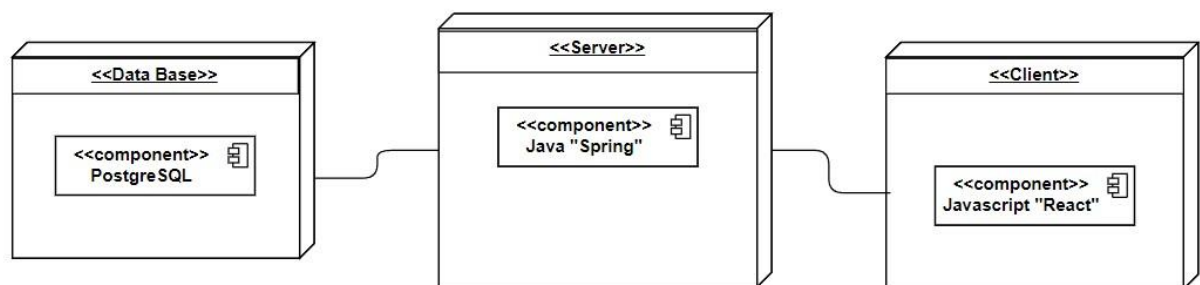 <<Data Base>>
<<component>>
PostgreSQL
<<Server>>
<<component>>
Java "Spring"
<<Client>>
<<component>>
Javascript "React"